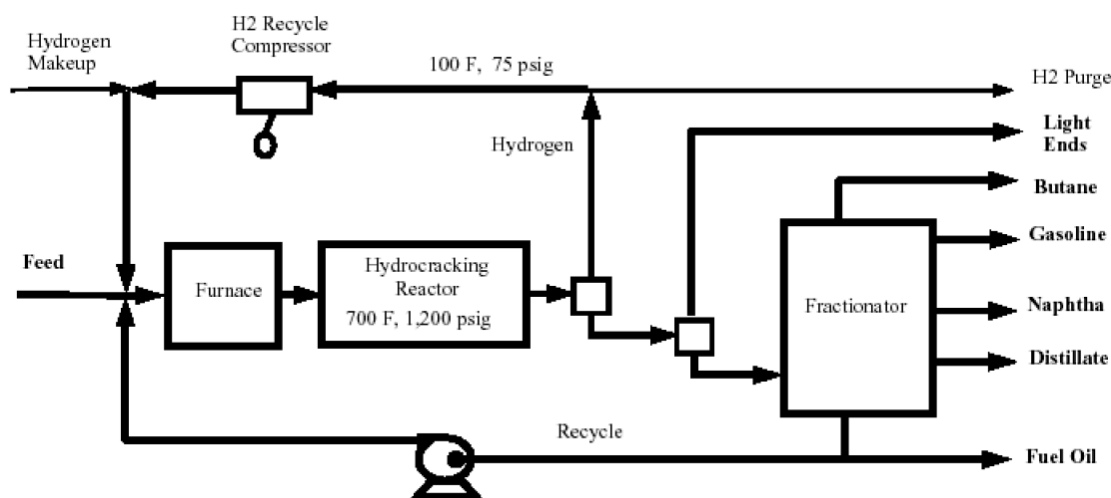 H2 Recycle
Compressor
Hydrogen
Makeup
100 F, 75 psig
H2 Purge
Light
Ends
Hydrogen
Butane
Gasoline
Feed
Furnace
Hydrocracking
Reactor
700 F, 1,200 psig
Fractionator
Naphtha
Distillate
Recycle
Fuel Oil